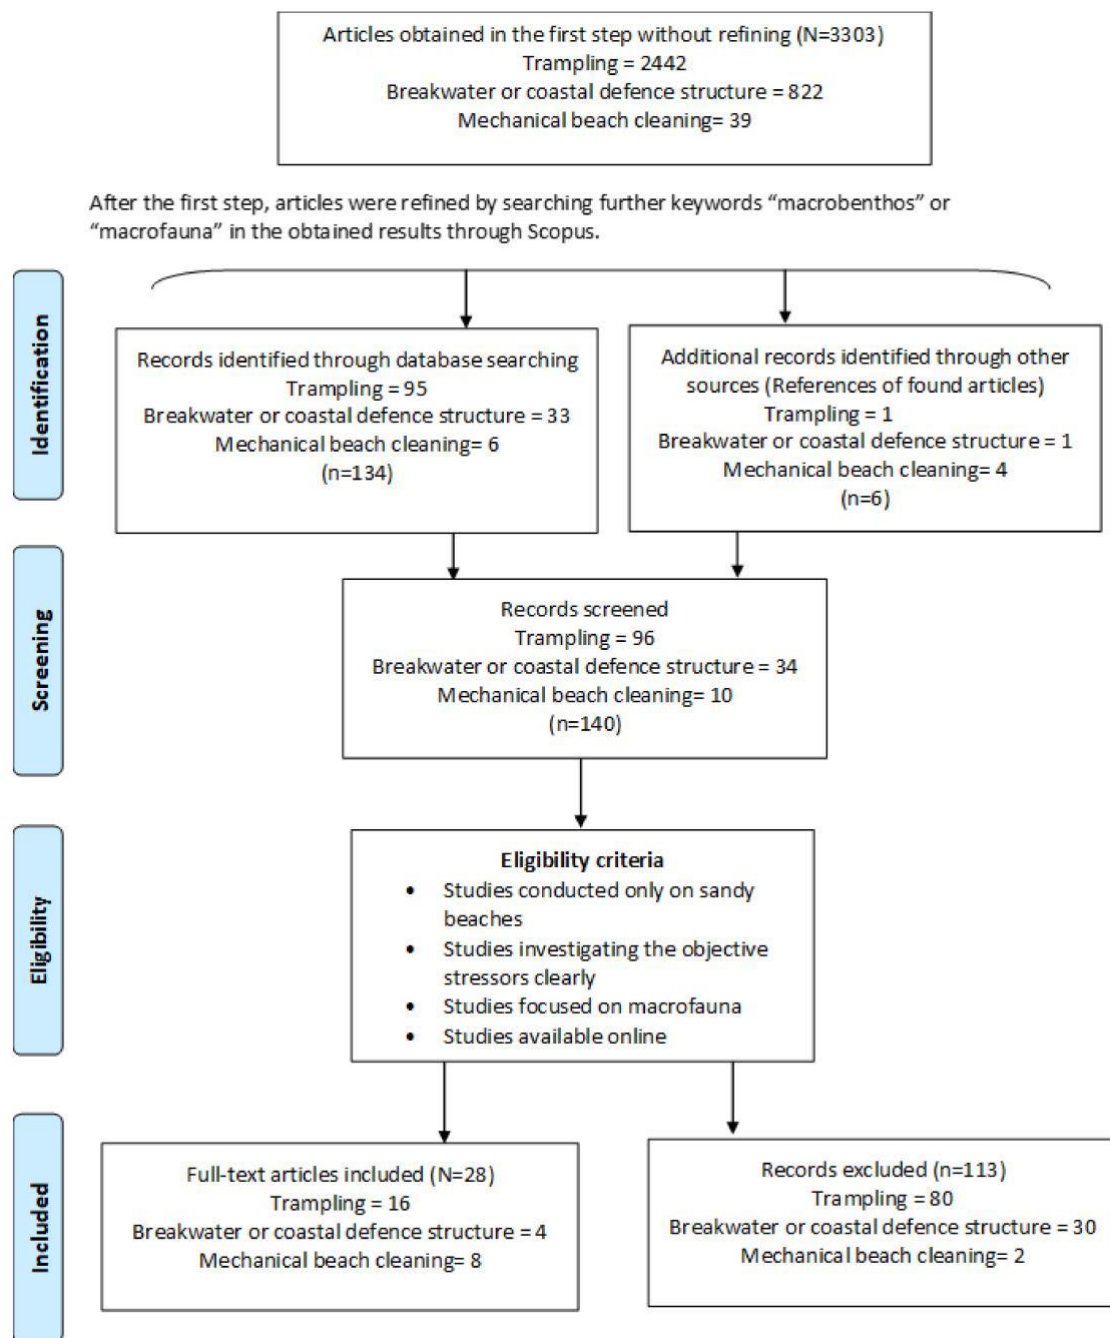 Articles obtained in the first step without refining (N=3303)
Trampling = 2442
Breakwater or coastal defence structure = 822
Mechanical beach cleaning= 39
After the first step, articles were refined by searching further keywords “macrobenthos” or
“macrofauna” in the obtained results through Scopus.
Identification
Records identified through database searching
Trampling = 95
Breakwater or coastal defence structure = 33
Mechanical beach cleaning= 6
(n=134)
Additional records identified through other
sources (References of found articles)
Trampling = 1
Breakwater or coastal defence structure = 1
Mechanical beach cleaning= 4
(n=6)
Screening
Records screened
Trampling = 96
Breakwater or coastal defence structure = 34
Mechanical beach cleaning= 10
(n=140)
Eligibility
Eligibility criteria
• Studies conducted only on sandy
beaches
• Studies investigating the objective
stressors clearly
• Studies focused on macrofauna
• Studies available online
Included
Full-text articles included (N=28)
Trampling = 16
Breakwater or coastal defence structure = 4
Mechanical beach cleaning= 8
Records excluded (n=113)
Trampling = 80
Breakwater or coastal defence structure = 30
Mechanical beach cleaning= 2